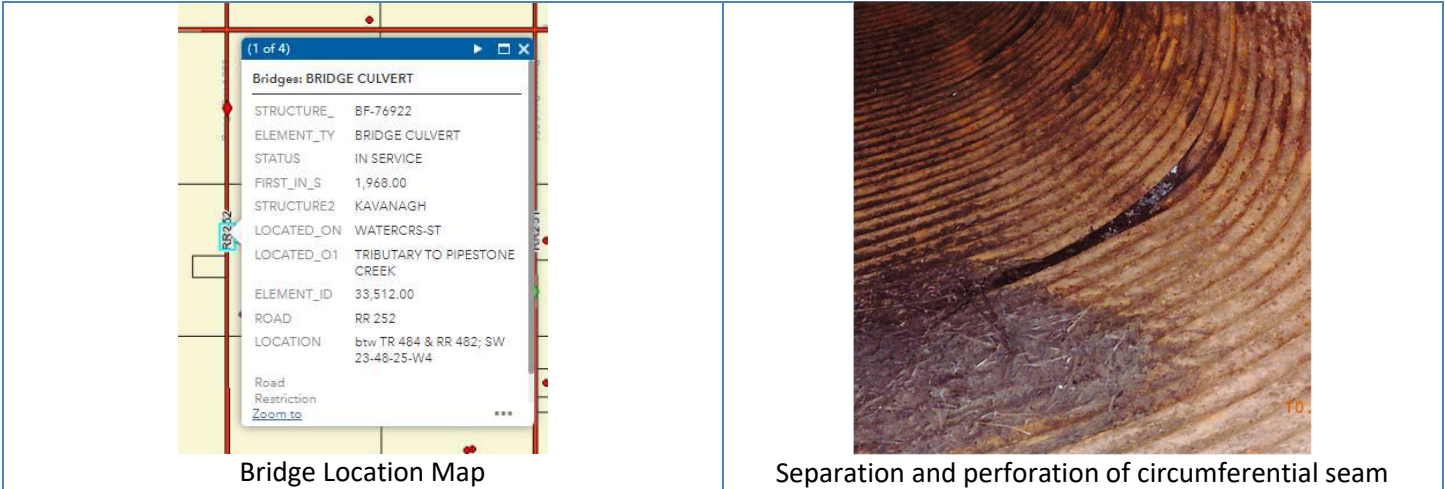 (1 of 4)
Bridges: BRIDGE CULVERT
STRUCTURE_ BF-76922
ELEMENT_TY BRIDGE CULVERT
STATUS IN SERVICE
FIRST_IN_S 1,968.00
STRUCTURE2 KAVANAGH
LOCATED_ON WATERCRS-ST
LOCATED_O1 TRIBUTARY TO PIPESTONE
CREEK
ELEMENT_ID 33,512.00
ROAD RR 252
LOCATION btw TR 484 & RR 482; SW
23-48-25-W4
Road
Restriction
Zoom to
RR252
RR251
Bridge Location Map
10.
Separation and perforation of circumferential seam